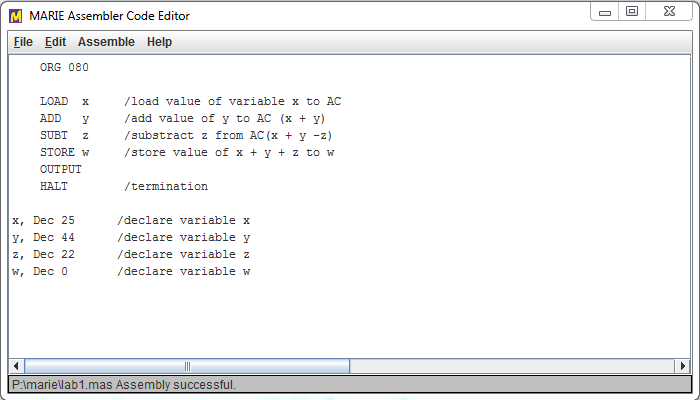 MARIE Assembler Code Editor
File Edit Assemble Help
ORG 080
LOAD x /load value of variable x to AC
ADD y /add value of y to AC (x + y)
SUBT z /substract z from AC(x + y -z)
STORE w /store value of x + y + z to w
OUTPUT
HALT /termination
x, Dec 25 /declare variable x
y, Dec 44 /declare variable y
z, Dec 22 /declare variable z
w, Dec 0 /declare variable w
P:\marie\lab1.mas Assembly successful.